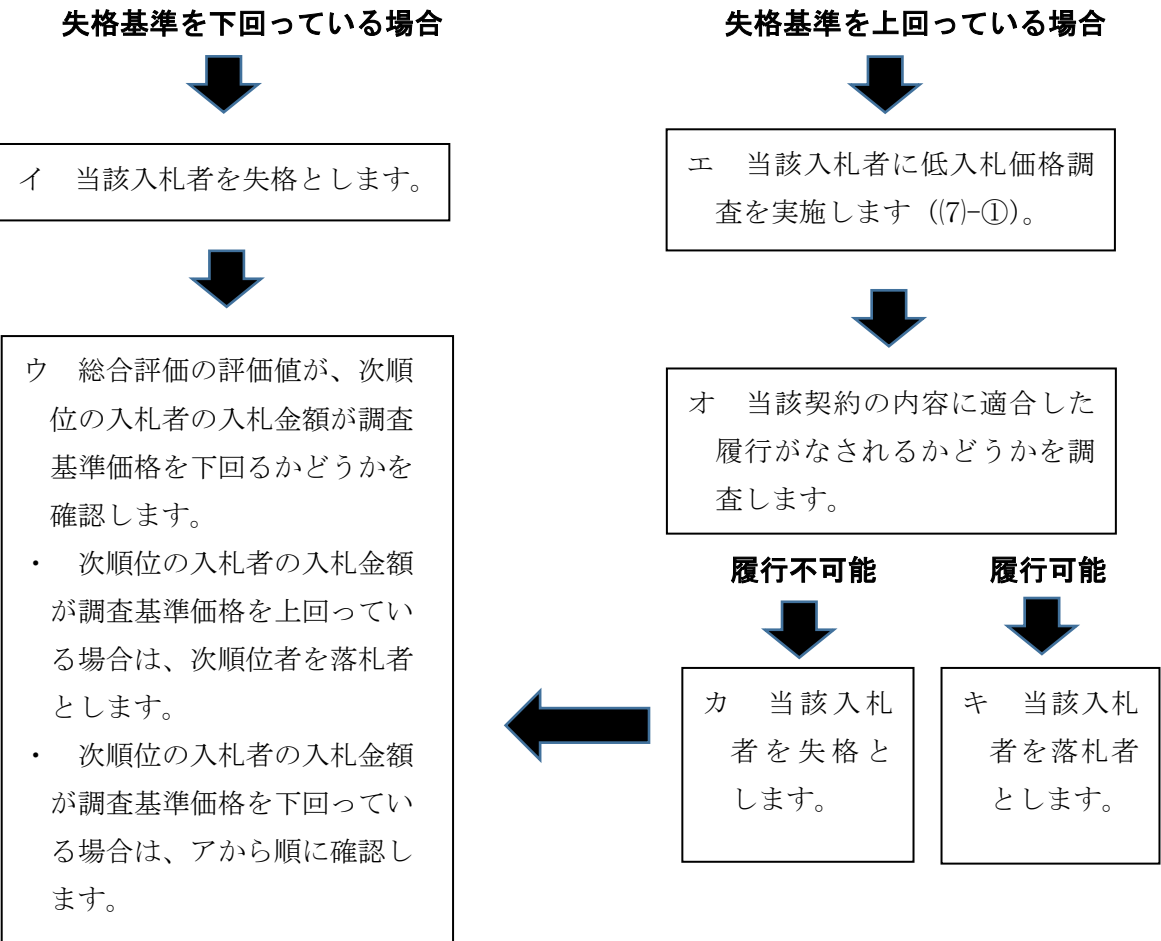 失格基準を下回っている場合
イ　当該入札者を失格とします。
ウ　総合評価の評価値が、次順
位の入札者の入札金額が調査
基準価格を下回るかどうかを
確認します。
・　次順位の入札者の入札金額
が調査基準価格を上回ってい
る場合は、次順位者を落札者
とします。
・　次順位の入札者の入札金額
が調査基準価格を下回ってい
る場合は、アから順に確認し
ます。
失格基準を上回っている場合
エ　当該入札者に低入札価格調
査を実施します（⑺-①）。
オ　当該契約の内容に適合した
履行がなされるかどうかを調
査します。
履行不可能
カ　当該入札
者を失格と
します。
履行可能
キ　当該入札
者を落札者
とします。